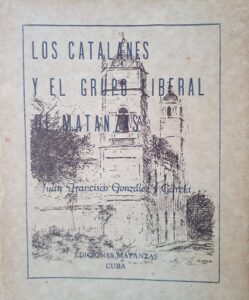 LOS CATALANES
Y EL GRUPO LIBERAL
DE MATANZAS
Juan Francisco González García
EDICIONES MATANZAS
CUBA